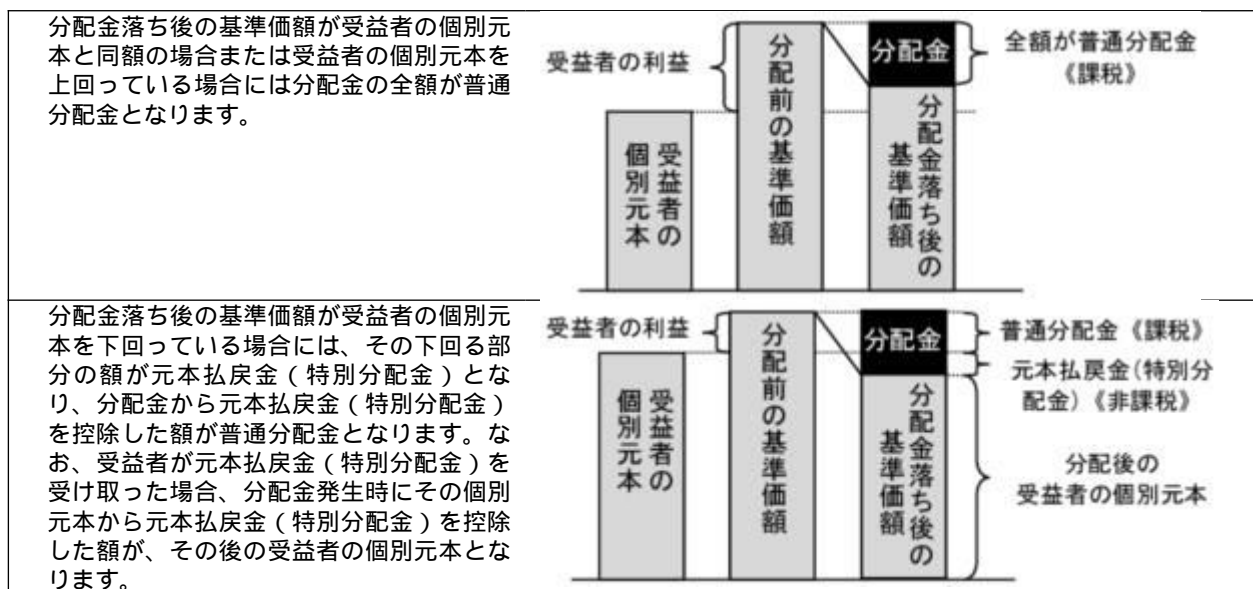 分配金落ち後の基準価額が受益者の個別元
本と同額の場合または受益者の個別元本を
上回っている場合には分配金の全額が普通
分配金となります。
受益者の利益
受益者の
個別元本
分配前の基準価額
分配金
分配金落ち後の
基準価額
全額が普通分配金
《課税》
分配金落ち後の基準価額が受益者の個別元
本を下回っている場合には、その下回る部
分の額が元本払戻金（特別分配金）とな
り、分配金から元本払戻金（特別分配金）
を控除した額が普通分配金となります。な
お、受益者が元本払戻金（特別分配金）を
受け取った場合、分配金発生時にその個別
元本から元本払戻金（特別分配金）を控除
した額が、その後の受益者の個別元本とな
ります。
受益者の利益
受益者の
個別元本
分配前の基準価額
分配金
分配金落ち後の
基準価額
普通分配金《課税》
元本払戻金(特別分
配金)《非課税》
分配後の
受益者の個別元本